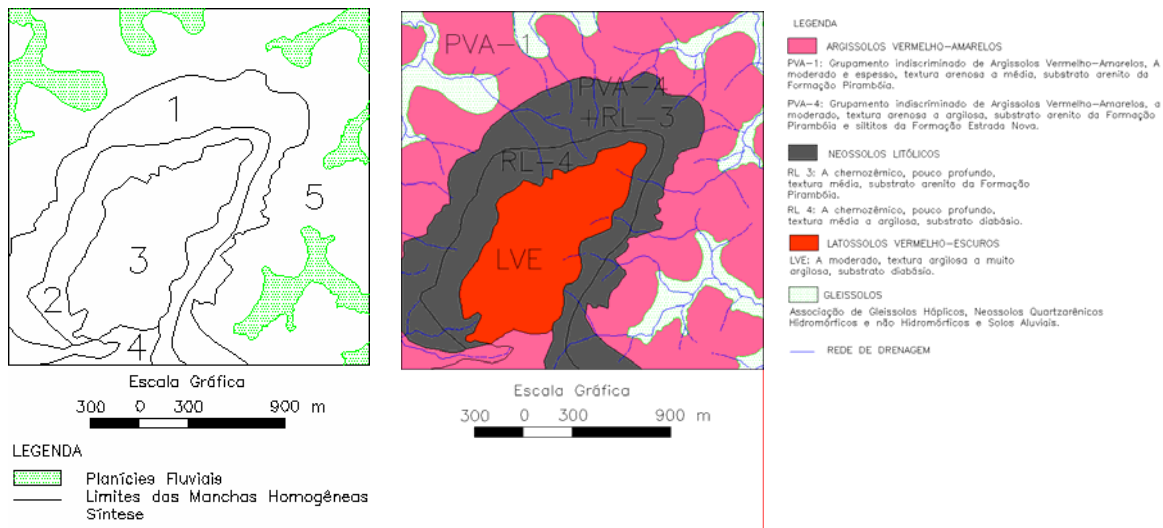 1
5
3
2
4
Escala Gráfica
300 0 300 900 m
LEGENDA
Planícies Fluviais
Limites das Manchas Homogêneas
Síntese
PVA-1
PVA-4
+RL-3
RL-4
LVE
Escala Gráfica
300 0 300 900 m
LEGENDA
ARGISSOLOS VERMELHO-AMARELOS
PVA-1: Grupamento indiscriminado de Argissolos Vermelho-Amarelos, A
moderado e espesso, textura arenosa a média, substrato arenito da
Formação Pirambóia.
PVA-4: Grupamento indiscriminado de Argissolos Vermelho-Amarelos, a
moderado, textura arenosa a argilosa, substrato arenito da Formação
Pirambóia e siltitos da Formação Estrada Nova.
NEOSSOLOS LITÓLICOS
RL 3: A chernozêmico, pouco profundo,
textura média, substrato arenito da Formação
Pirambóia.
RL 4: A chernozêmico, pouco profundo,
textura média a argilosa, substrato diabásio.
LATOSSOLOS VERMELHO-ESCUROS
LVE: A moderado, textura argilosa a muito
argilosa, substrato diabásio.
GLEISSOLOS
Associação de Gleissolos Háplicos, Neossolos Quartzarênicos
Hidromórficos e não Hidromórficos e Solos Aluviais.
REDE DE DRENAGEM